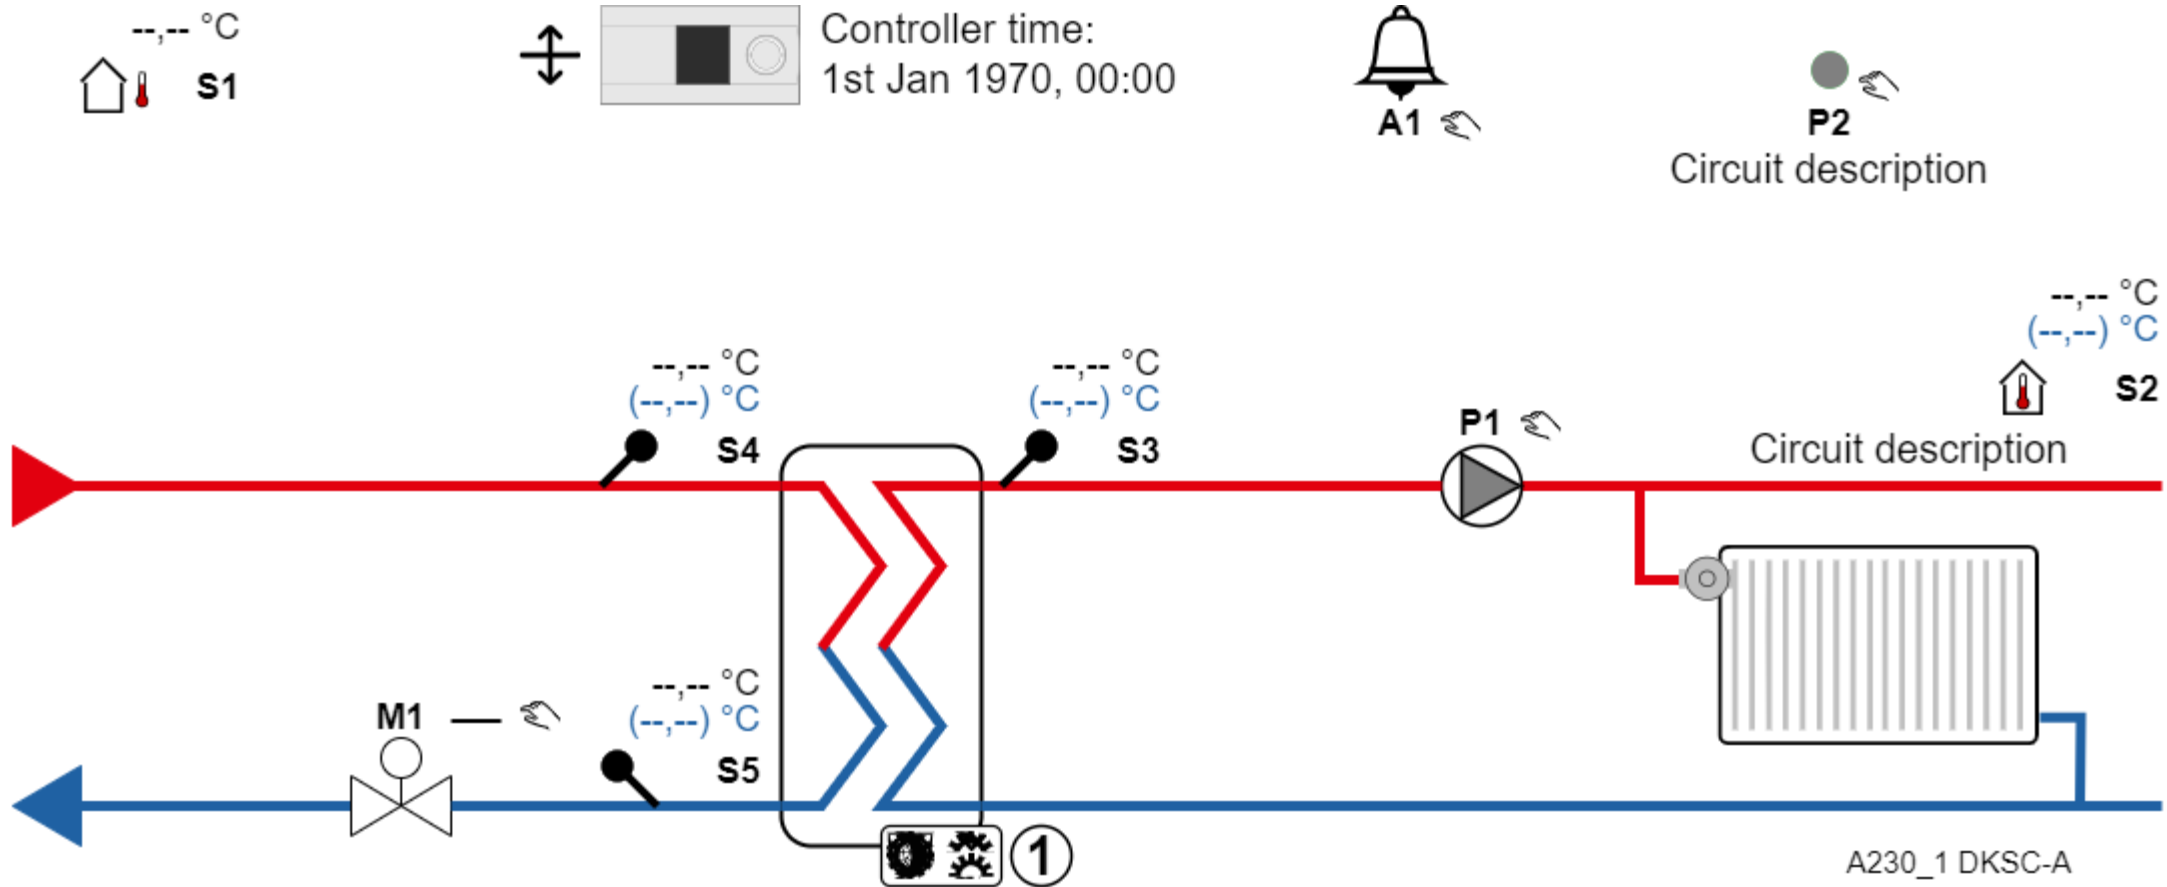 --,-- °C
S1
Controller time:
1st Jan 1970, 00:00
A1
P2
Circuit description
--,-- °C
(--,--) °C
S2
Circuit description
--,-- °C
(--,--) °C
S4
--,-- °C
(--,--) °C
S3
P1
M1
--,-- °C
(--,--) °C
S5
1
A230_1 DKSC-A